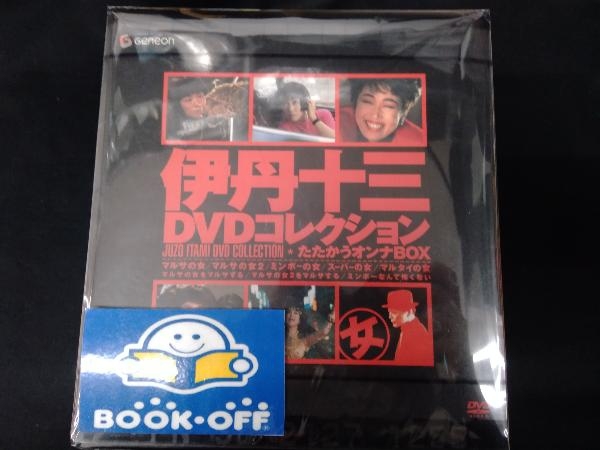 Geneon
伊丹十三
DVDコレクション
JUZO ITAMI DVD COLLECTION * たたかうオンナBOX
マルサの女/マルサの女2/ミンボーの女/スーパーの女/マルタイの女
マルサの女をマルサする/マルサの女2をマルサする/ミンボーなんて怖くない
女
BOOK·OFF
DVD